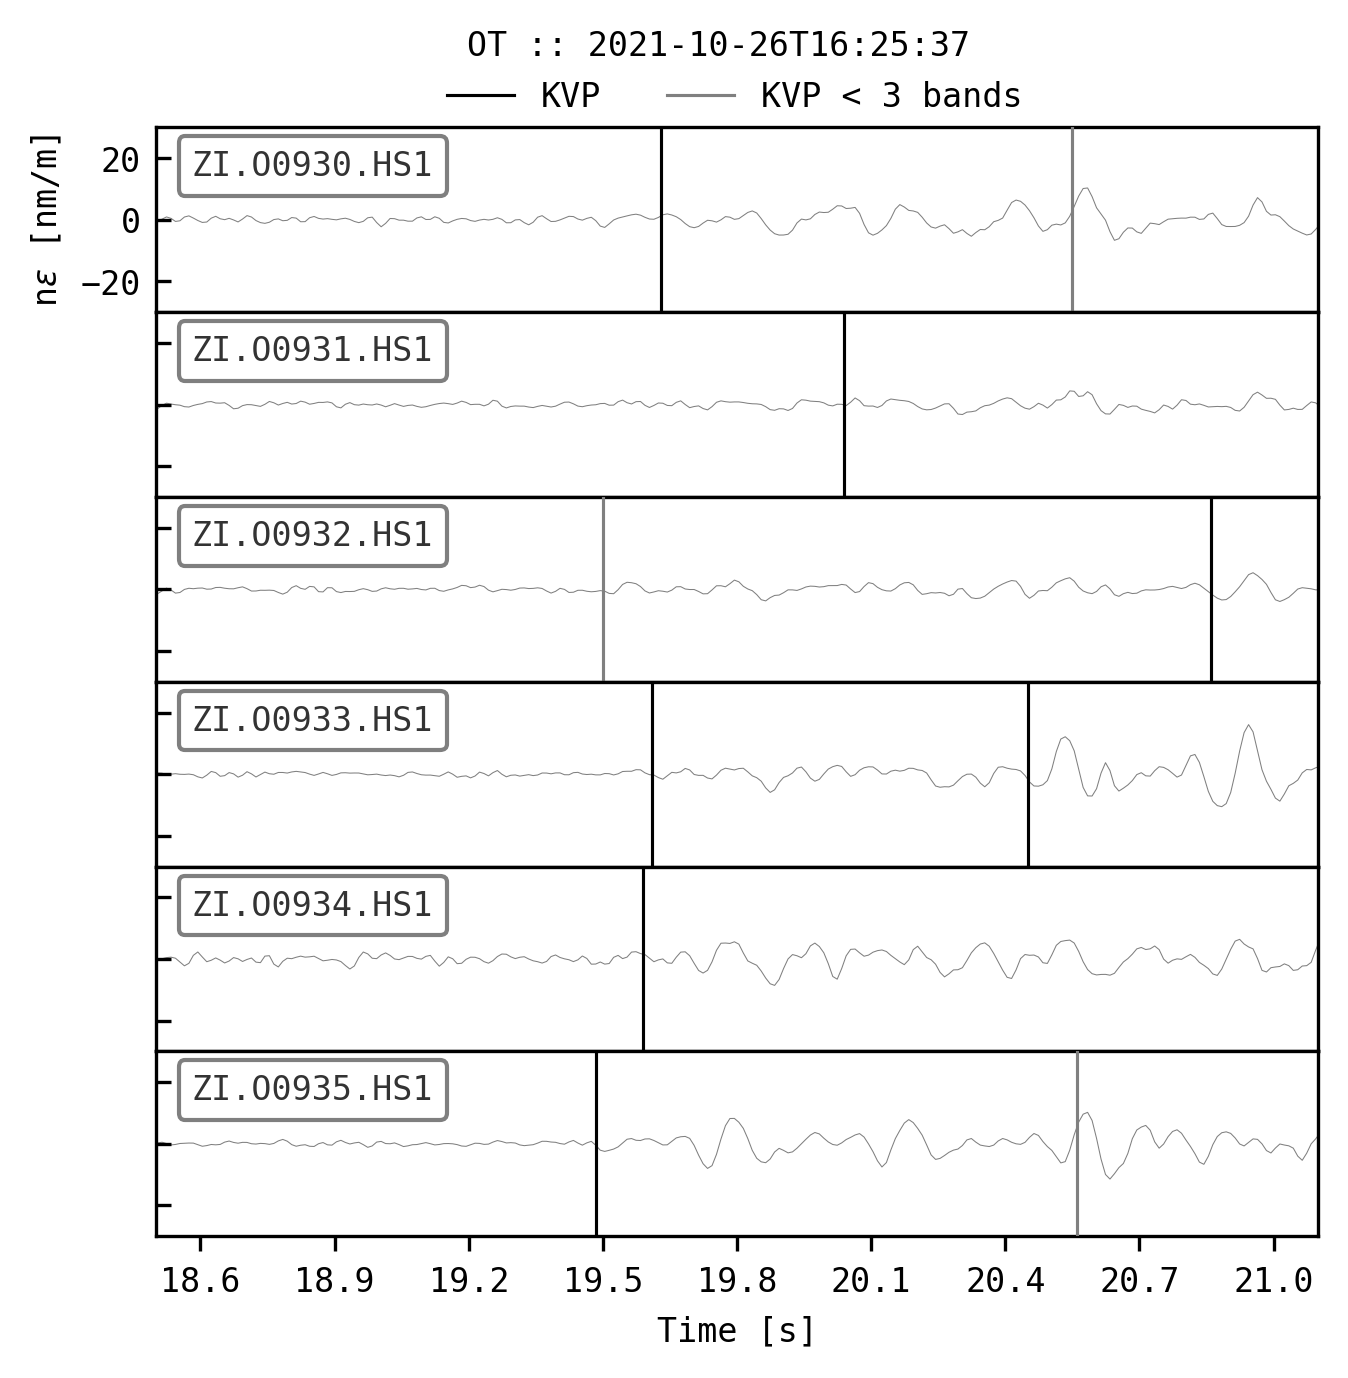 OT :: 2021-10-26T16:25:37
KVP KVP < 3 bands
nε [nm/m]
20
0
−20
ZI.O0930.HS1
ZI.O0931.HS1
ZI.O0932.HS1
ZI.O0933.HS1
ZI.O0934.HS1
ZI.O0935.HS1
18.6 18.9 19.2 19.5 19.8 20.1 20.4 20.7 21.0
Time [s]